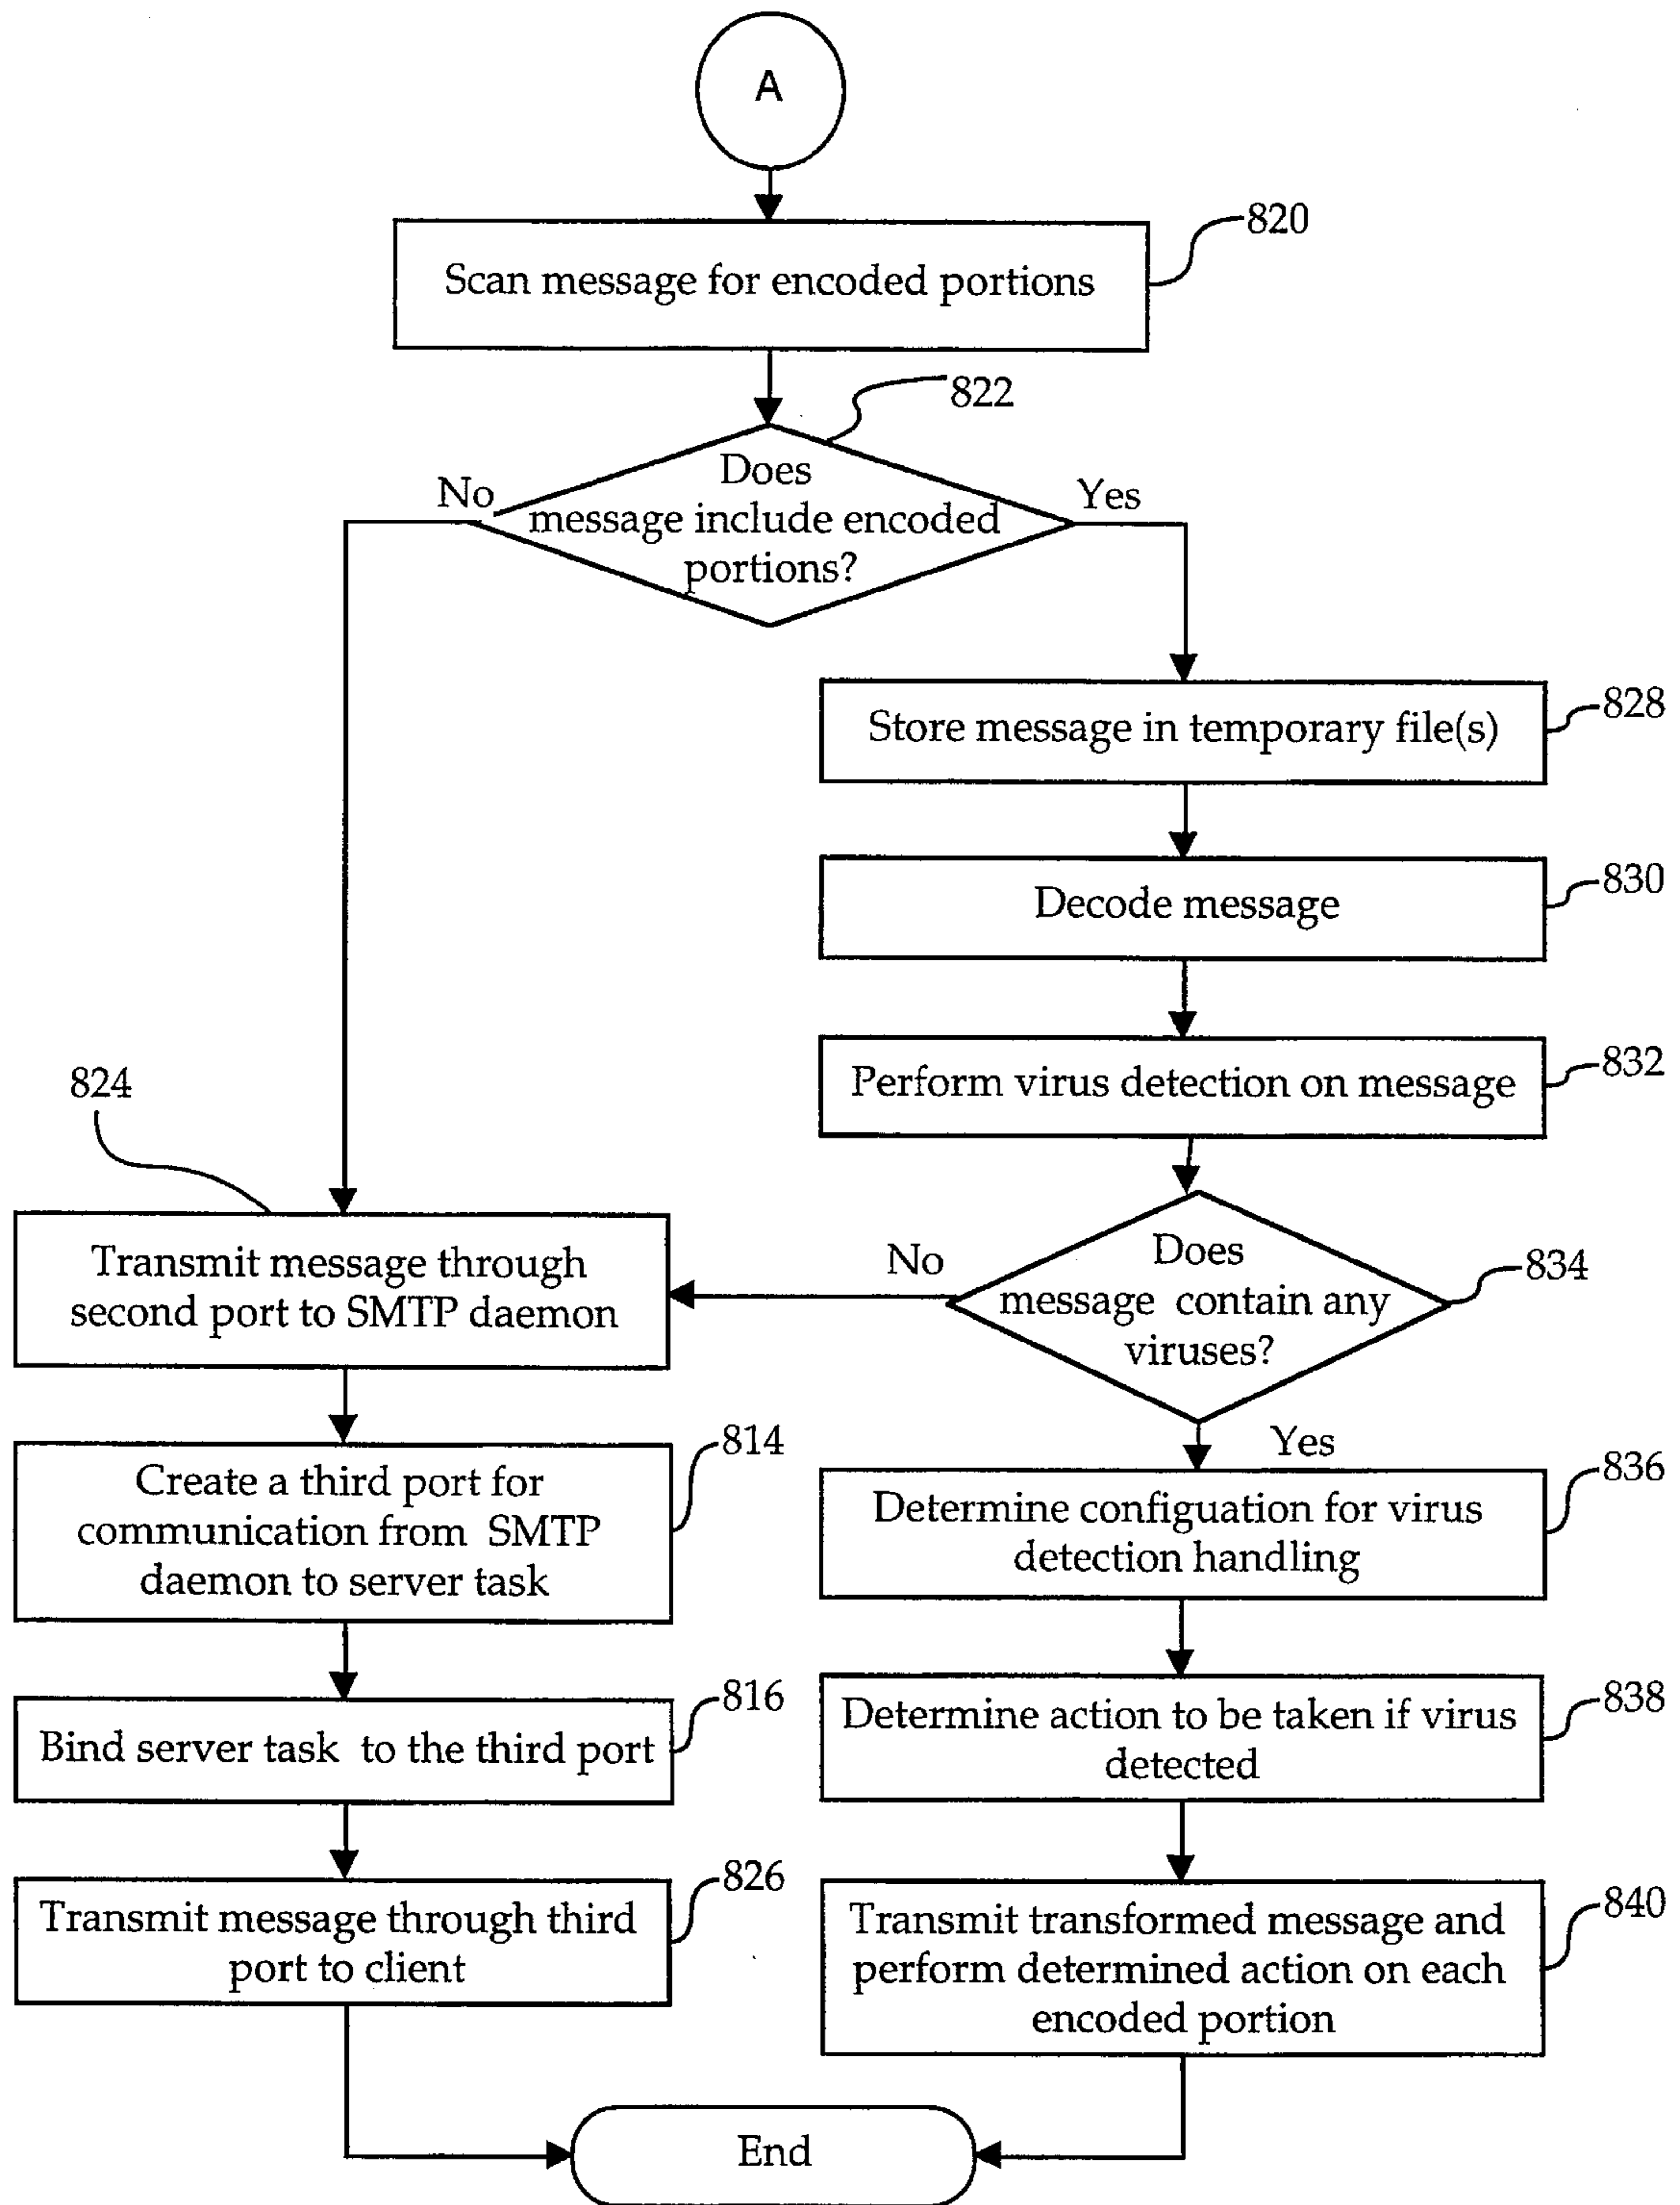 A
820
Scan message for encoded portions
822
Does
message include encoded
portions?
No
Yes
828
Store message in temporary file(s)
830
Decode message
832
Perform virus detection on message
824
Transmit message through
second port to SMTP daemon
No
Does
message contain any
viruses?
834
Yes
814
Create a third port for
communication from SMTP
daemon to server task
836
Determine configuation for virus
detection handling
816
Bind server task to the third port
838
Determine action to be taken if virus
detected
826
Transmit message through third
port to client
840
Transmit transformed message and
perform determined action on each
encoded portion
End